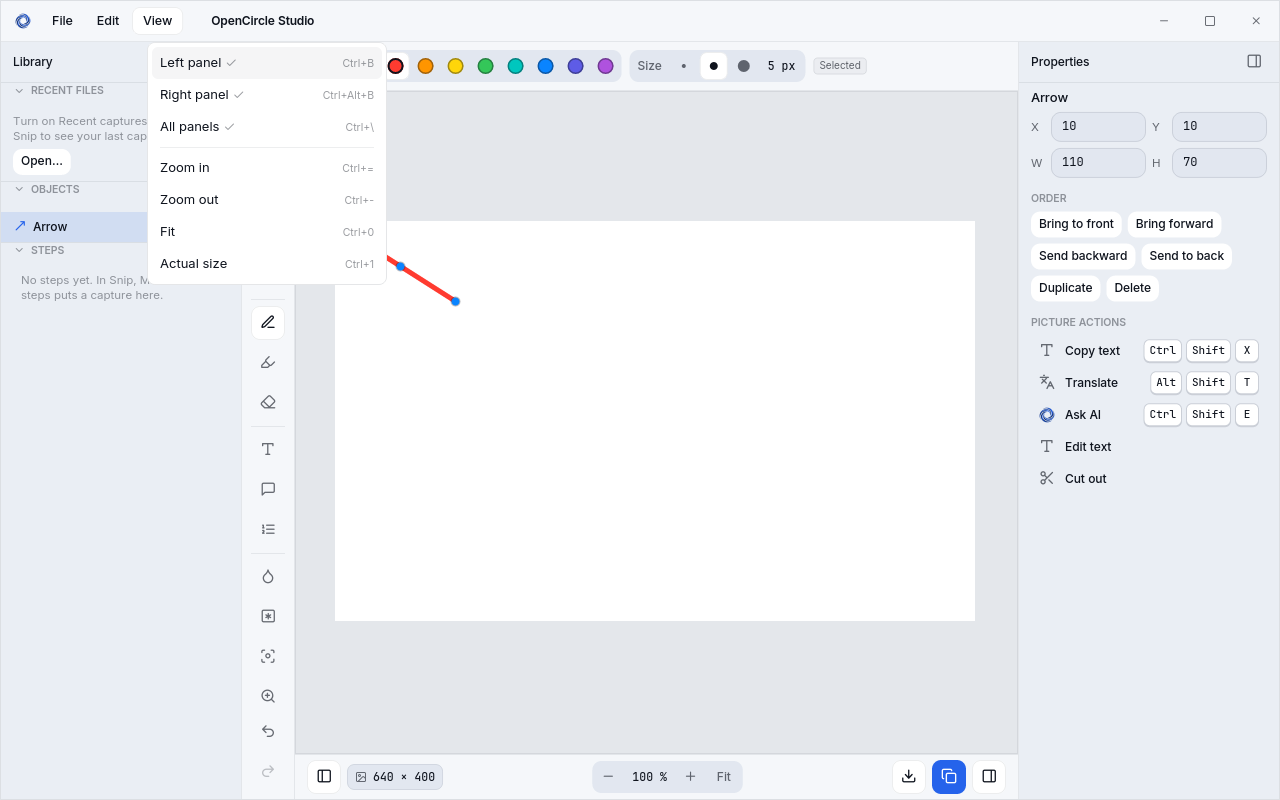 File Edit View OpenCircle Studio
Library
Left panel Ctrl+B
Right panel Ctrl+Alt+B
All panels Ctrl+\
Zoom in Ctrl+=
Zoom out Ctrl+-
Fit Ctrl+0
Actual size Ctrl+1
Size 5 px Selected
RECENT FILES
Turn on Recent captures
Snip to see your last cap
Open...
OBJECTS
Arrow
STEPS
No steps yet. In Snip,
steps puts a capture here.
640 × 400
100 %
Fit
Properties
Arrow
X 10 Y 10
W 110 H 70
ORDER
Bring to front Bring forward
Send backward Send to back
Duplicate Delete
PICTURE ACTIONS
Copy text Ctrl Shift X
Translate Alt Shift T
Ask AI Ctrl Shift E
Edit text
Cut out